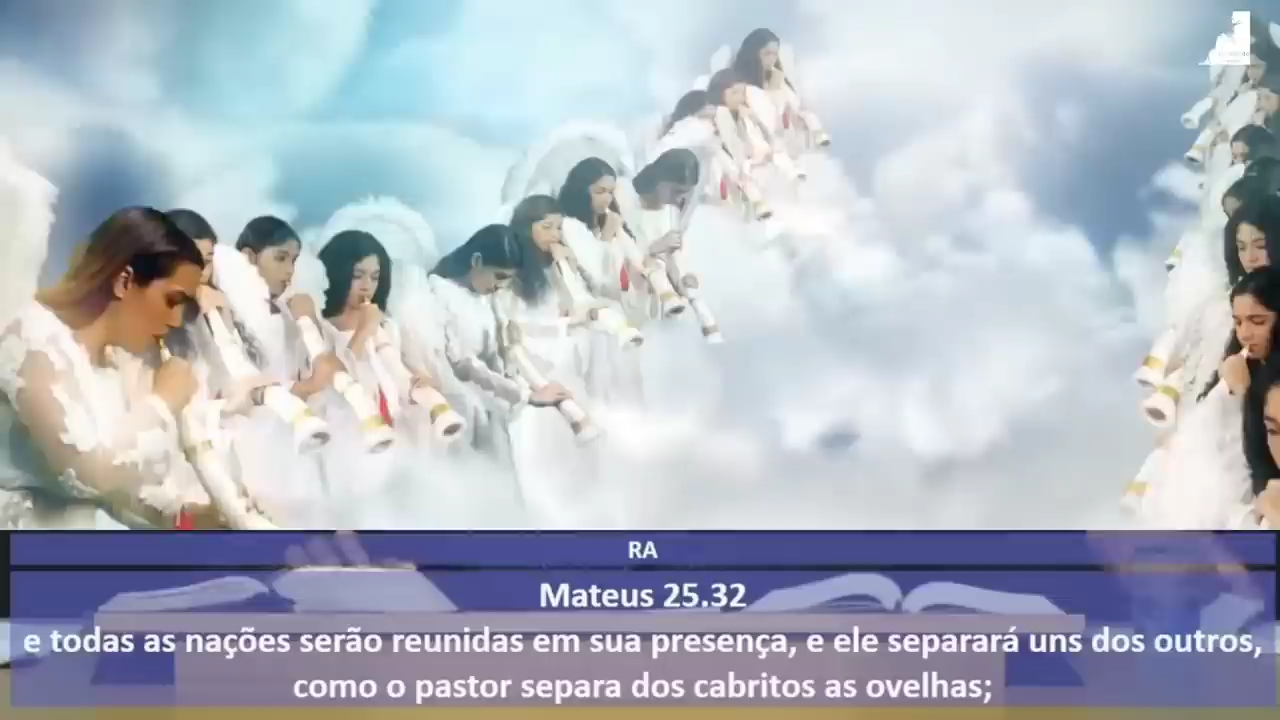 RA
Mateus 25.32
e todas as nações serão reunidas em sua presença, e ele separará uns dos outros,
como o pastor separa dos cabritos as ovelhas;